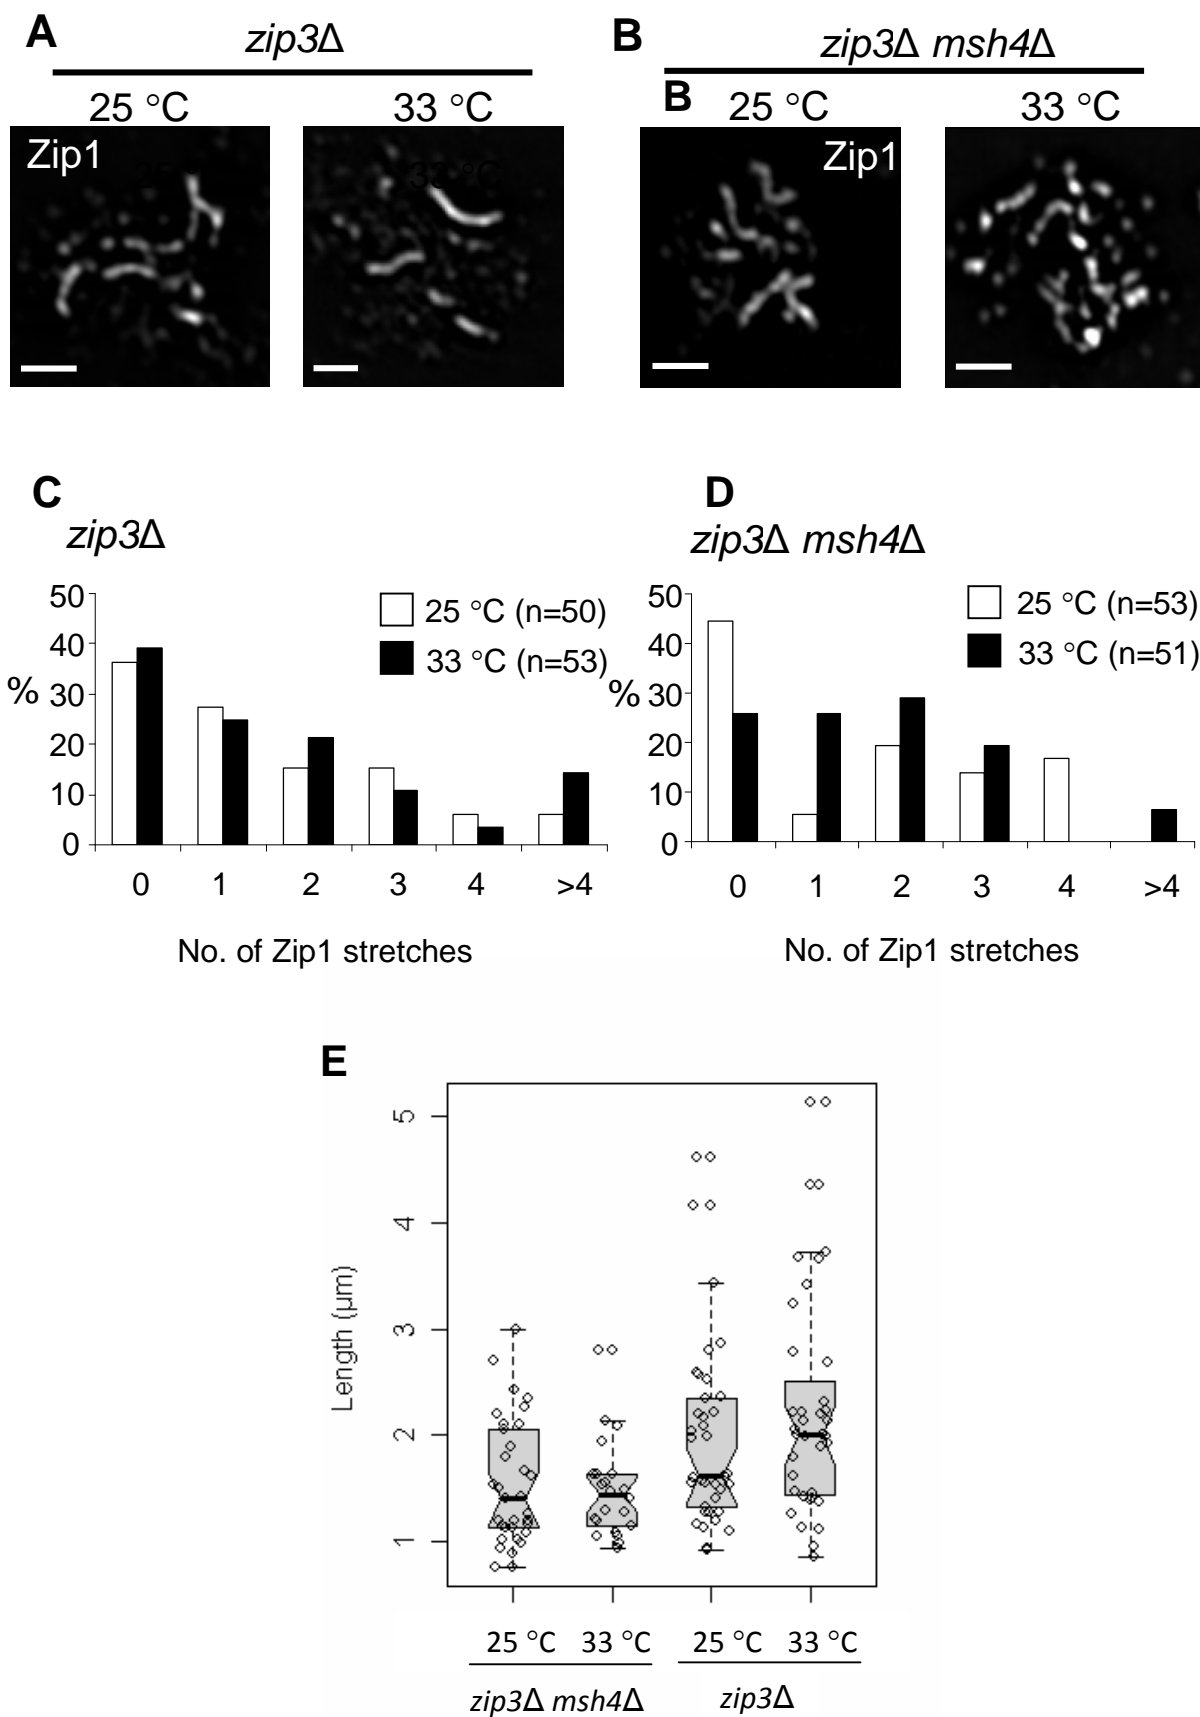 A
zip3Δ
25 °C
33 °C
Zip1
33 °C
B
zip3Δ msh4Δ
B
25 °C
33 °C
Zip1
C
zip3Δ
50
40
% 30
20
10
0
25 °C (n=50)
33 °C (n=53)
0 1 2 3 4 >4
No. of Zip1 stretches
D
zip3Δ msh4Δ
50
40
% 30
20
10
0
25 °C (n=53)
33 °C (n=51)
0 1 2 3 4 >4
No. of Zip1 stretches
E
5
4
3
2
1
Length (μm)
25 °C 33 °C 25 °C 33 °C
zip3Δ msh4Δ zip3Δ